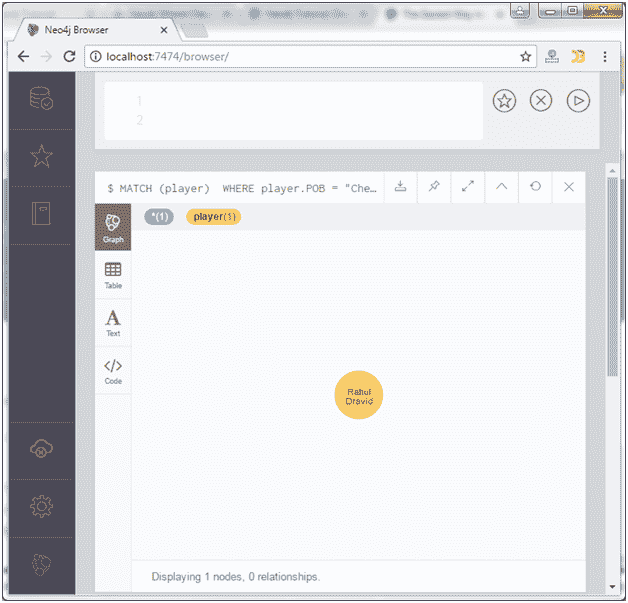 Neo4j Browser
localhost:7474/browser/
1
2
$ MATCH (player) WHERE player.POB = "Che…
*(1) player(1)
Graph
Table
Text
Code
Rahul
Dravid
Displaying 1 nodes, 0 relationships.